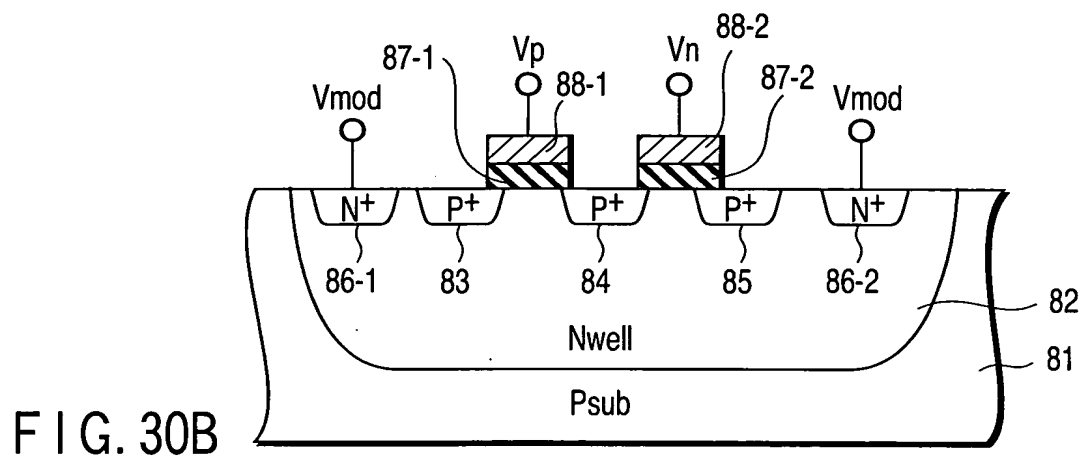 88-2
87-1
Vp
Vn
88-1
87-2
Vmod
Vmod
N+
P+
P+
P+
N+
86-1
83
84
85
86-2
82
Nwell
81
Psub
FIG. 30B